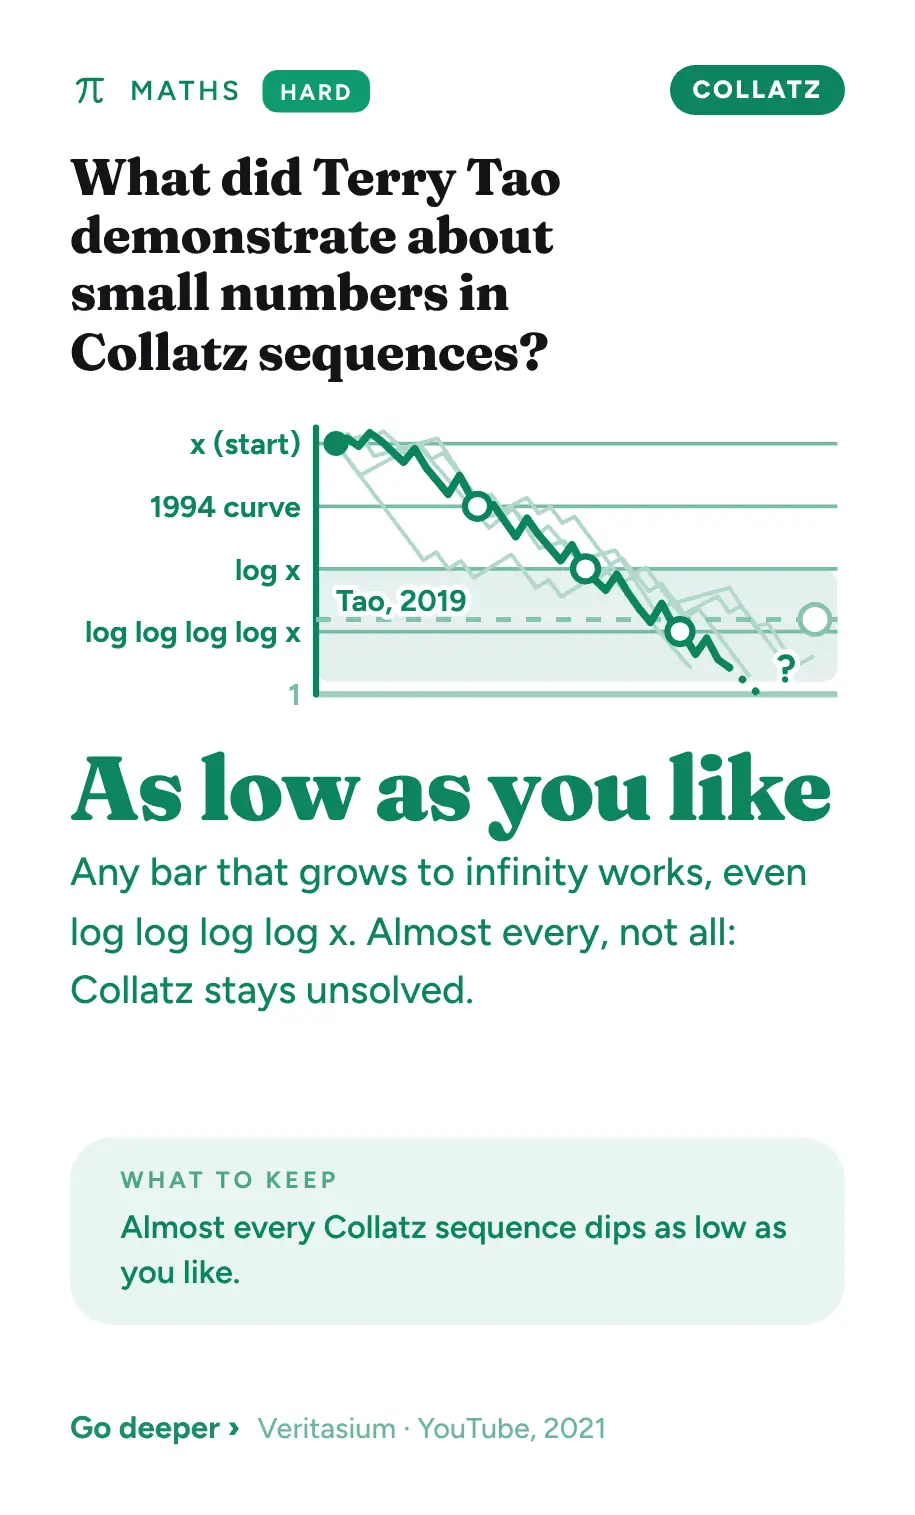 π MATHS HARD COLLATZ
What did Terry Tao
demonstrate about
small numbers in
Collatz sequences?
x (start)
1994 curve
log x
Tao, 2019
log log log log x
?
1
As low as you like
Any bar that grows to infinity works, even
log log log log x. Almost every, not all:
Collatz stays unsolved.
WHAT TO KEEP
Almost every Collatz sequence dips as low as
you like.
Go deeper › Veritasium · YouTube, 2021